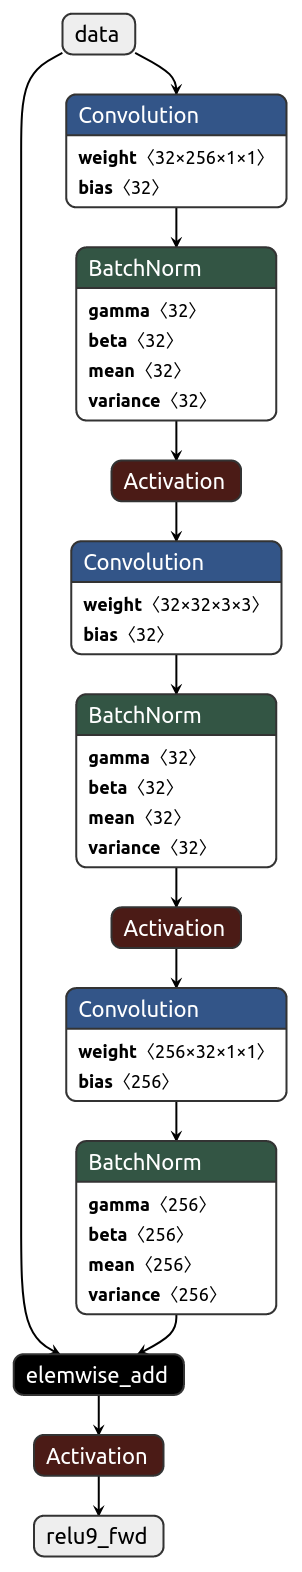 data
Convolution
weight〈32×256×1×1〉
bias〈32〉
BatchNorm
gamma〈32〉
beta〈32〉
mean〈32〉
variance〈32〉
Activation
Convolution
weight〈32×32×3×3〉
bias〈32〉
BatchNorm
gamma〈32〉
beta〈32〉
mean〈32〉
variance〈32〉
Activation
Convolution
weight〈256×32×1×1〉
bias〈256〉
BatchNorm
gamma〈256〉
beta〈256〉
mean〈256〉
variance〈256〉
elemwise_add
Activation
relu9_fwd